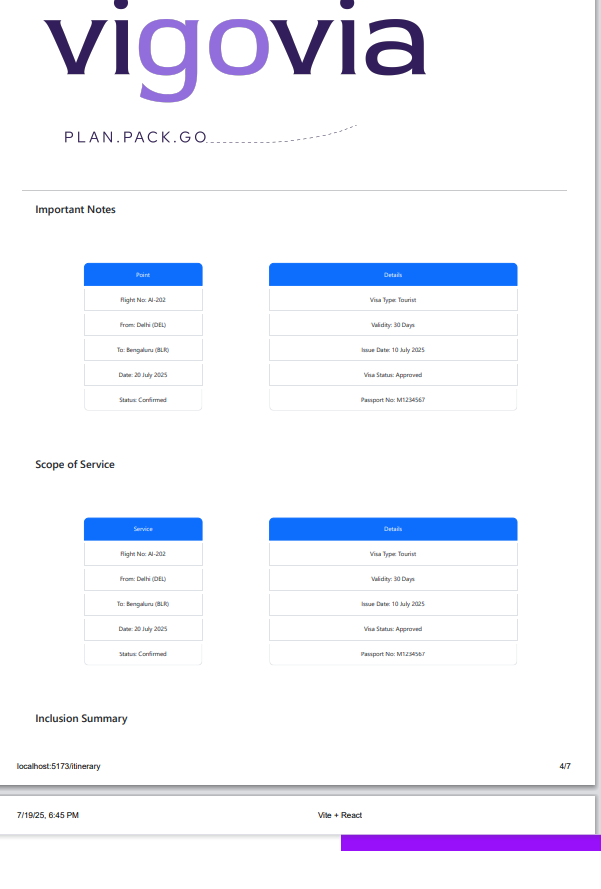 vigovia
PLAN.PACK.GO
Important Notes
Point Details
Flight No: AI-202 Visa Type: Tourist
From: Delhi (DEL) Validity: 30 Days
To: Bengaluru (BLR) Issue Date: 10 July 2025
Date: 20 July 2025 Visa Status: Approved
Status: Confirmed Passport No: M1234567
Scope of Service
Service Details
Flight No: AI-202 Visa Type: Tourist
From: Delhi (DEL) Validity: 30 Days
To: Bengaluru (BLR) Issue Date: 10 July 2025
Date: 20 July 2025 Visa Status: Approved
Status: Confirmed Passport No: M1234567
Inclusion Summary
localhost:5173/itinerary 4/7
7/19/25, 6:45 PM Vite + React